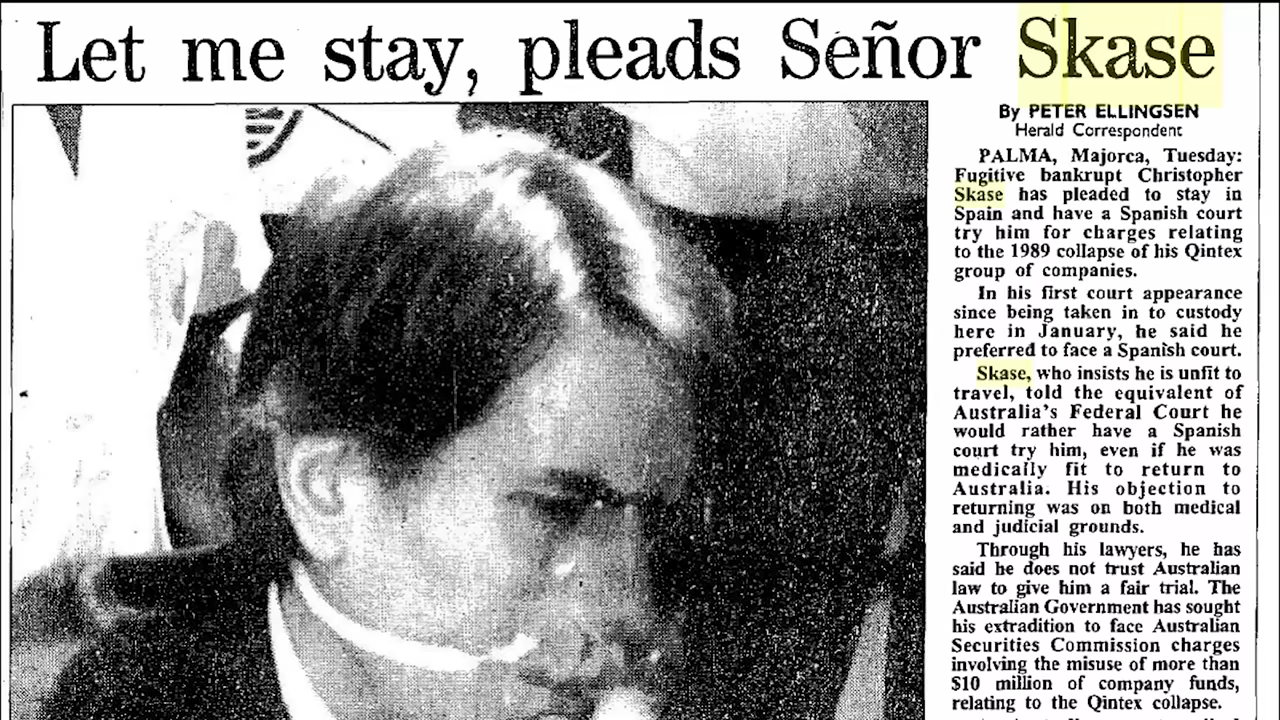 Let me stay, pleads Señor Skase
By PETER ELLINGSEN
Herald Correspondent
PALMA, Majorca, Tuesday:
Fugitive bankrupt Christopher
Skase has pleaded to stay in
Spain and have a Spanish court
try him for charges relating
to the 1989 collapse of his Qintex
group of companies.
In his first court appearance
since being taken in to custody
here in January, he said he
preferred to face a Spanish court.
Skase, who insists he is unfit to
travel, told the equivalent of
Australia's Federal Court he
would rather have a Spanish
court try him, even if he was
medically fit to return to
Australia. His objection to
returning was on both medical
and judicial grounds.
Through his lawyers, he has
said he does not trust Australian
law to give him a fair trial. The
Australian Government has sought
his extradition to face Australian
Securities Commission charges
involving the misuse of more than
$10 million of company funds,
relating to the Qintex collapse.